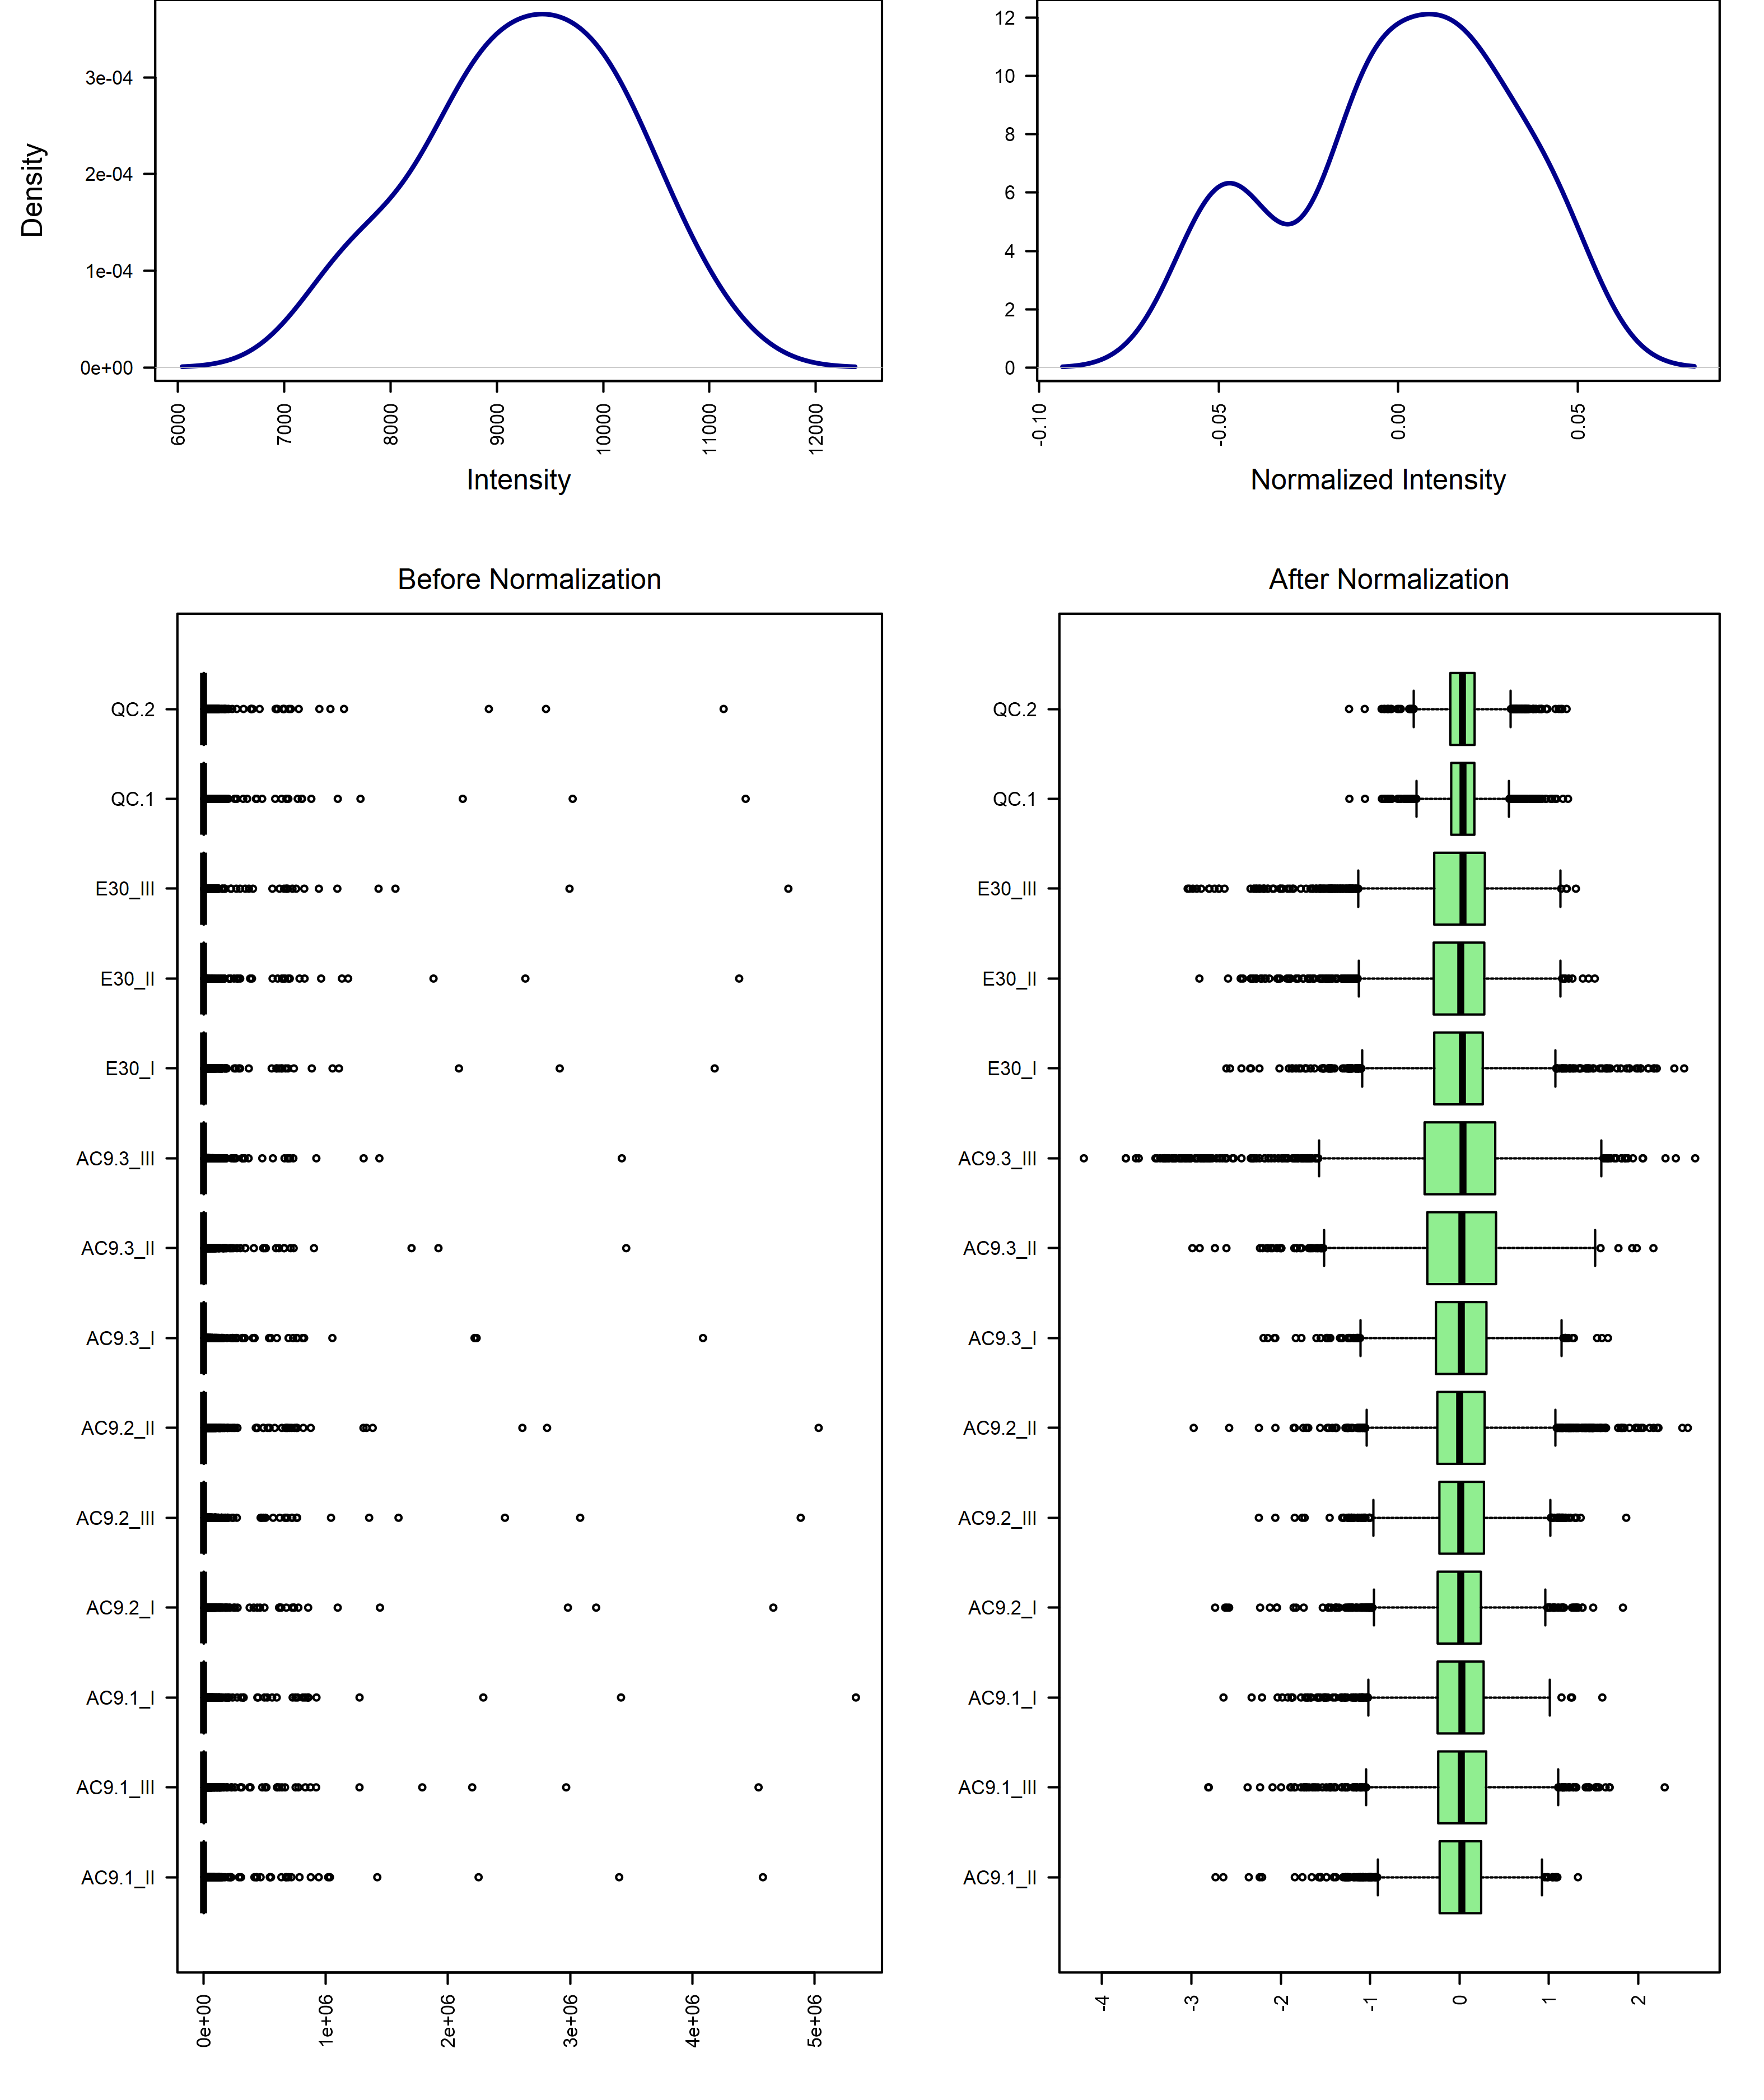 Density
3e-04
2e-04
1e-04
0e+00
6000 7000 8000 9000 10000 11000 12000
Intensity
12
10
8
6
4
2
0
-0.10 -0.05 0.00 0.05
Normalized Intensity
Before Normalization
QC.2
QC.1
E30_III
E30_II
E30_I
AC9.3_III
AC9.3_II
AC9.3_I
AC9.2_II
AC9.2_III
AC9.2_I
AC9.1_I
AC9.1_III
AC9.1_II
0e+00 1e+06 2e+06 3e+06 4e+06 5e+06
After Normalization
QC.2
QC.1
E30_III
E30_II
E30_I
AC9.3_III
AC9.3_II
AC9.3_I
AC9.2_II
AC9.2_III
AC9.2_I
AC9.1_I
AC9.1_III
AC9.1_II
-4 -3 -2 -1 0 1 2